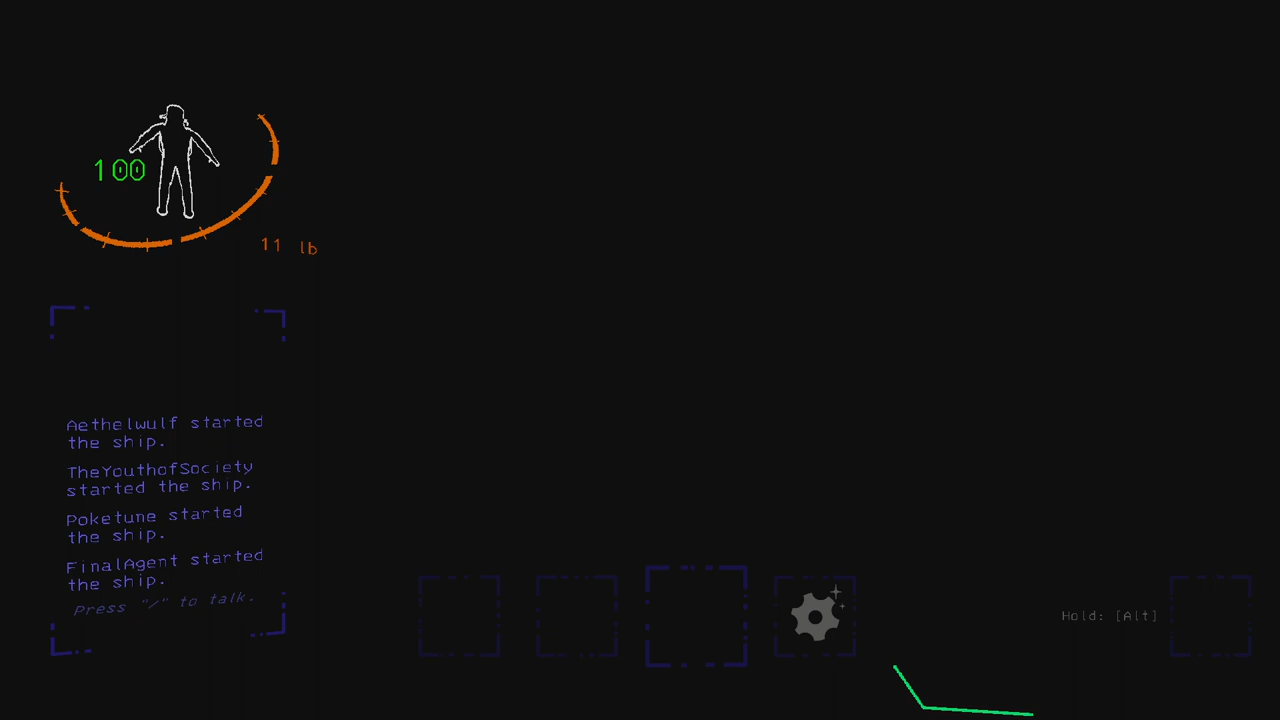 100
11 lb
Aethelwulf started
the ship.
TheYouthofSociety
started the ship.
Poketune started
the ship.
FinalAgent started
the ship.
Press "/" to talk.
Hold: [Alt]